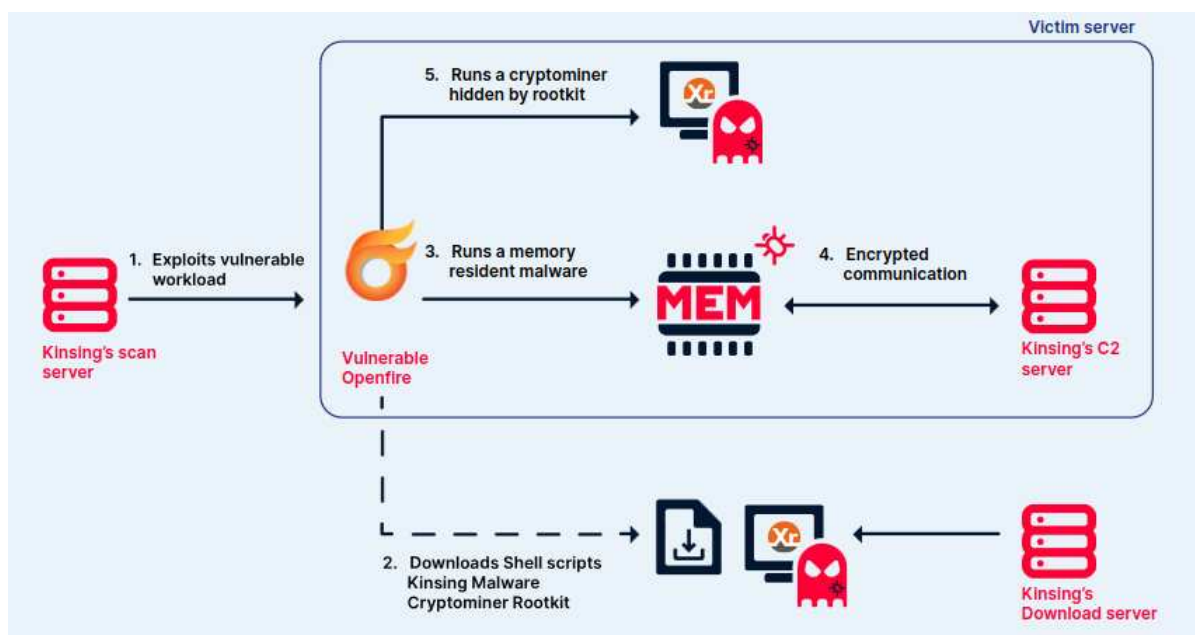 Victim server
5. Runs a cryptominer
hidden by rootkit
Xr
1. Exploits vulnerable
workload
3. Runs a memory
resident malware
MEM
4. Encrypted
communication
Kinsing's scan
server
Vulnerable
Openfire
Kinsing's C2
server
2. Downloads Shell scripts
Kinsing Malware
Cryptominer Rootkit
Xr
Kinsing's
Download server